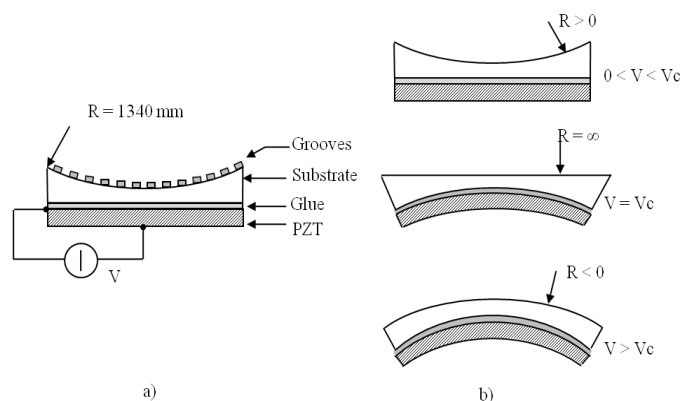 R = 1340 mm
Grooves
Substrate
Glue
PZT
V
a)
R > 0
0 < V < Vc
R = ∞
V = Vc
R < 0
V > Vc
b)